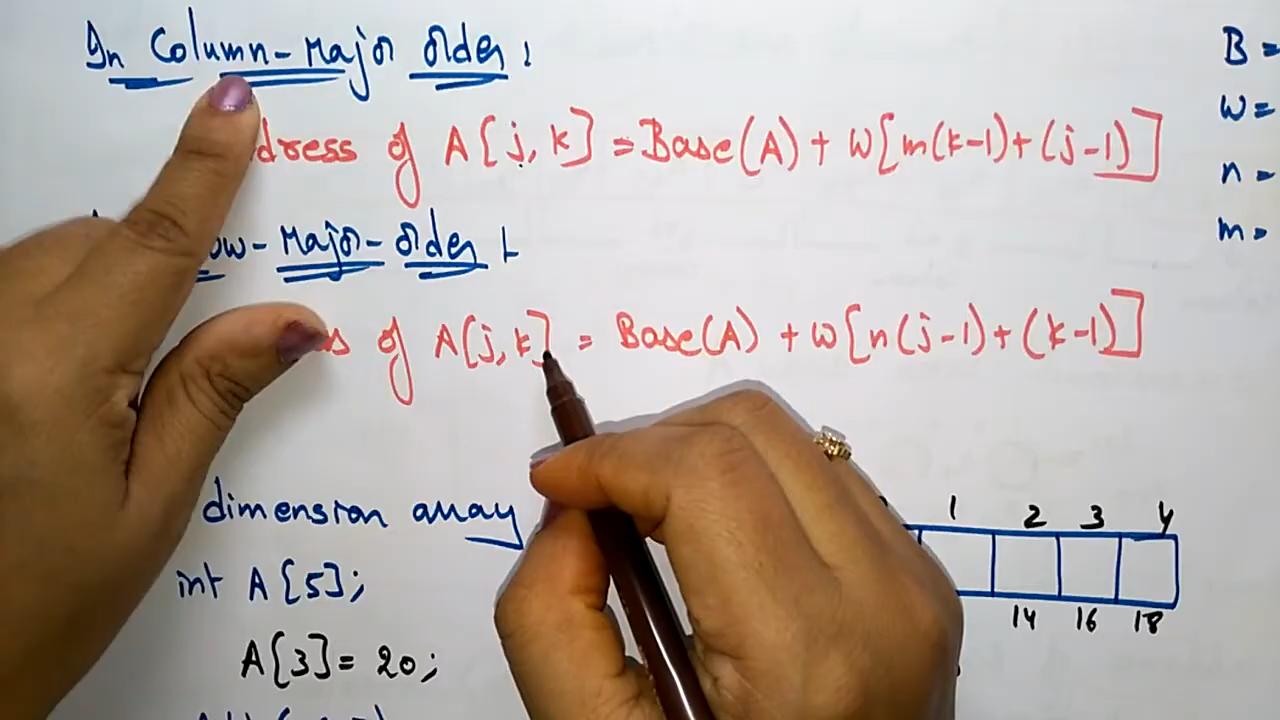 In Column-Major Order :
dress of A[j, k] = Base(A) + W[m(k-1)+(j-1)]
ow-Major-Order :-
s of A[j, k] = Base(A) + W[n(j-1)+(k-1)]
dimension array
1 2 3 4
int A[5];
14 16 18
A[3] = 20;
B =
W =
n =
m =